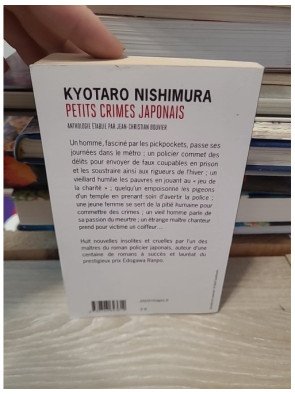 KYOTARO NISHIMURA
PETITS CRIMES JAPONAIS
ANTHOLOGIE ÉTABLIE PAR JEAN-CHRISTIAN BOUVIER
Un homme, fasciné par les pickpockets, passe ses
journées dans le métro ; un policier commet des
délits pour envoyer de faux coupables en prison
et les soustraire ainsi aux rigueurs de l'hiver ; un
vieillard humilie les pauvres en jouant au « jeu de
la charité » ; quelqu'un empoisonne les pigeons
d'un temple en prenant soin d'avertir la police ;
une jeune femme se sert de la pitié humaine pour
commettre des crimes ; un vieil homme parle de
sa passion du meurtre ; un étrange maître chanteur
prend pour victime un coiffeur. ...
Huit nouvelles insolites et cruelles par l'un des
maîtres du roman policier japonais, auteur d'une
centaine de romans à succès et lauréat du
prestigieux prix Edogawa Ranpo.